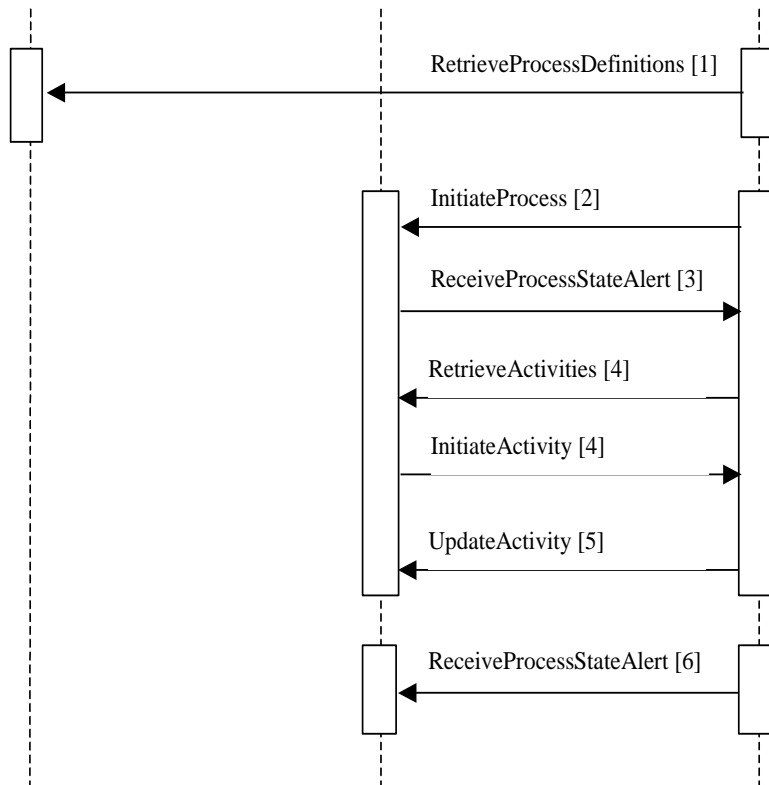 RetrieveProcessDefinitions [1]
InitiateProcess [2]
ReceiveProcessStateAlert [3]
RetrieveActivities [4]
InitiateActivity [4]
UpdateActivity [5]
ReceiveProcessStateAlert [6]